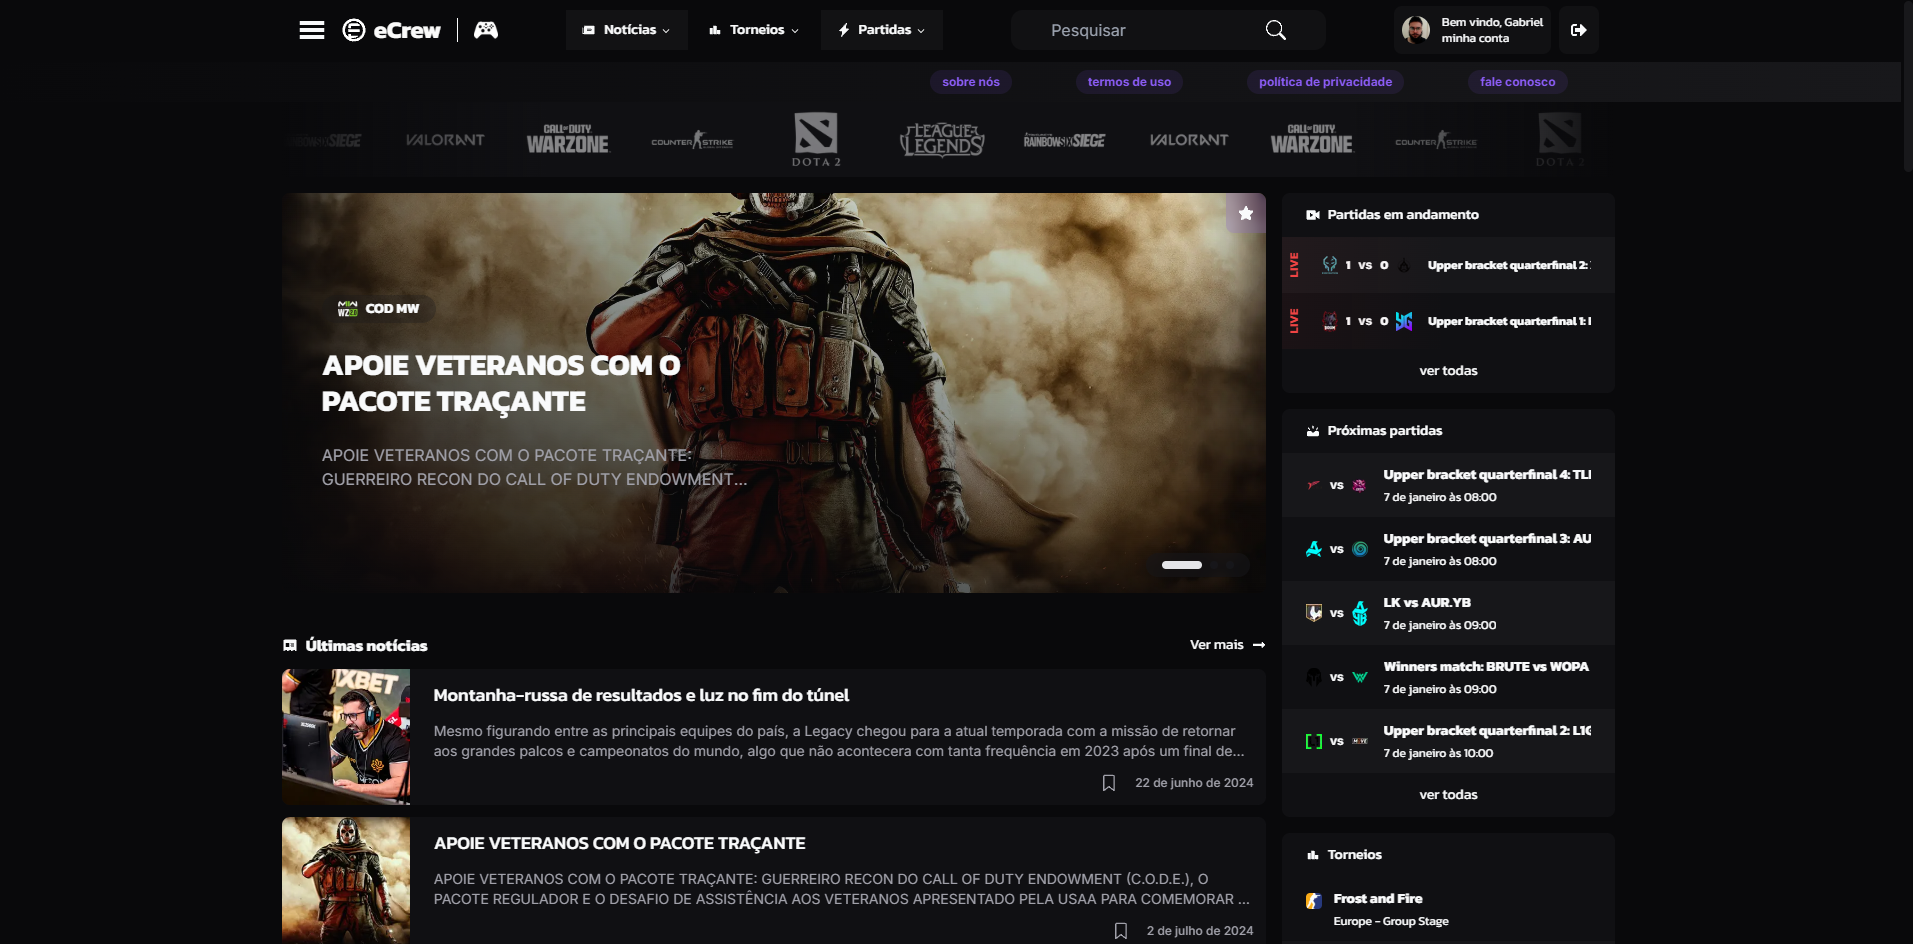 eCrew
Notícias
Torneios
Partidas
Pesquisar
Bem vindo, Gabriel
minha conta
sobre nós
termos de uso
política de privacidade
fale conosco
SIEGE
VALORANT
CALL OF DUTY
WARZONE
COUNTER STRIKE
DOTA 2
LEAGUE OF
LEGENDS
RAINBOW SIX SIEGE
VALORANT
CALL OF DUTY
WARZONE
COUNTER STRIKE
DOTA 2
COD MW
APOIE VETERANOS COM O
PACOTE TRAÇANTE
APOIE VETERANOS COM O PACOTE TRAÇANTE:
GUERREIRO RECON DO CALL OF DUTY ENDOWMENT...
Últimas notícias
Ver mais
Montanha-russa de resultados e luz no fim do túnel
Mesmo figurando entre as principais equipes do país, a Legacy chegou para a atual temporada com a missão de retornar
aos grandes palcos e campeonatos do mundo, algo que não acontecera com tanta frequência em 2023 após um final de...
22 de junho de 2024
APOIE VETERANOS COM O PACOTE TRAÇANTE
APOIE VETERANOS COM O PACOTE TRAÇANTE: GUERREIRO RECON DO CALL OF DUTY ENDOWMENT (C.O.D.E.), O
PACOTE REGULADOR E O DESAFIO DE ASSISTÊNCIA AOS VETERANOS APRESENTADO PELA USAA PARA COMEMORAR ...
2 de julho de 2024
Partidas em andamento
LIVE
1 vs 0
Upper bracket quarterfinal 2:
LIVE
1 vs 0
Upper bracket quarterfinal 1:
ver todas
Próximas partidas
vs
Upper bracket quarterfinal 4: TL
7 de janeiro às 08:00
vs
Upper bracket quarterfinal 3: AU
7 de janeiro às 08:00
vs
LK vs AUR.YB
7 de janeiro às 09:00
vs
Winners match: BRUTE vs WOPA
7 de janeiro às 09:00
vs
Upper bracket quarterfinal 2: L1G
7 de janeiro às 10:00
ver todas
Torneios
Frost and Fire
Europe - Group Stage